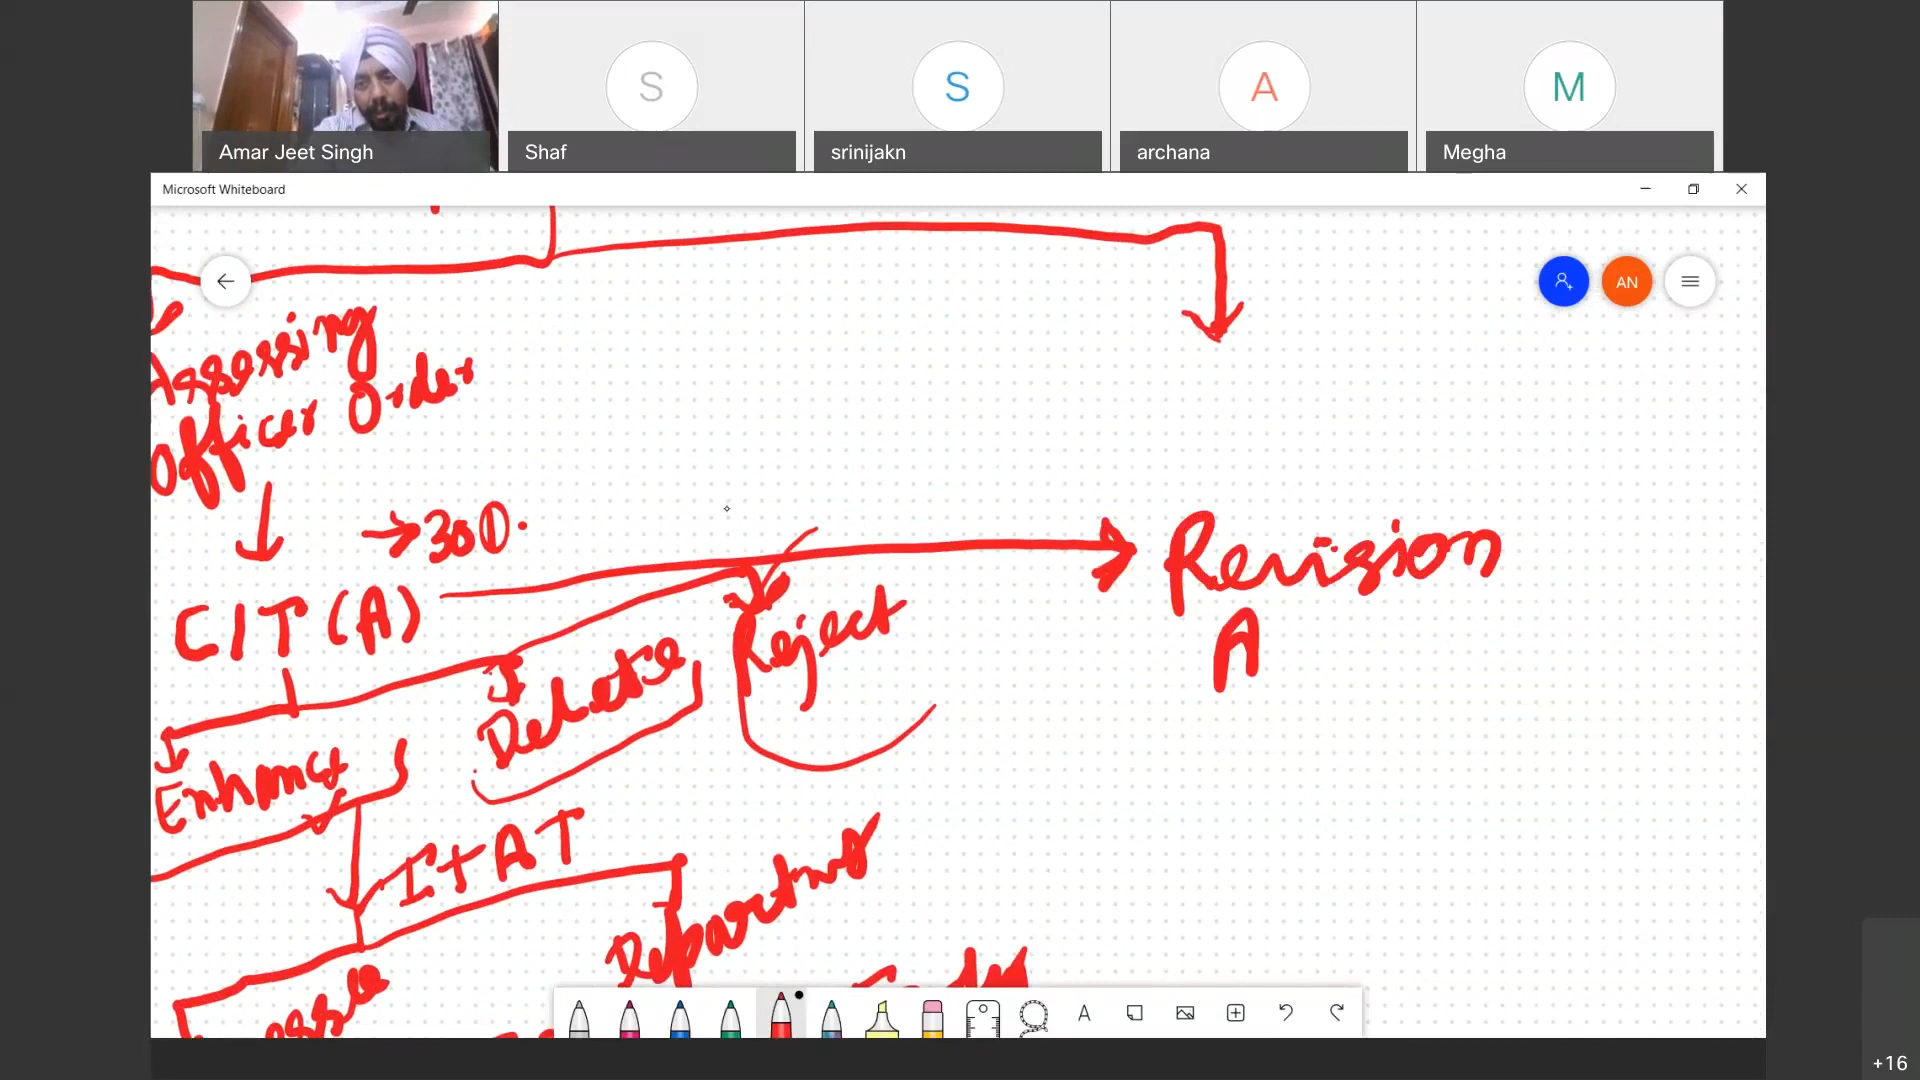 S
S
A
M
Amar Jeet Singh
Shaf
srinijakn
archana
Megha
Microsoft Whiteboard
AN
Assessing
Officer Order
→30D.
CIT (A)
Revision
A
Reject
Delete
Enhance
ITAT
A
+16